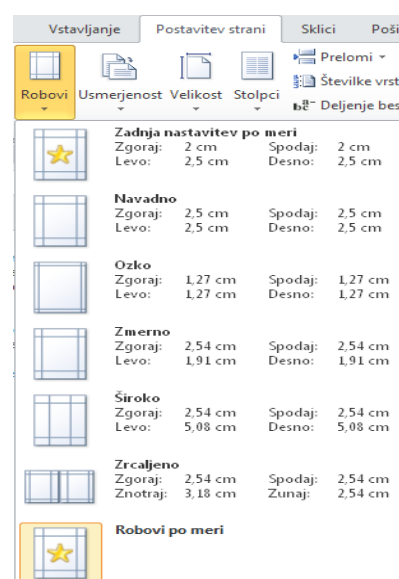 Vstavljanje Postavitev strani Sklici Poši
Prelomi
Številke vrst
Robovi Usmerjenost Velikost Stolpci
Deljenje bes
Zadnja nastavitev po meri
Zgoraj: 2 cm Spodaj: 2 cm
Levo: 2,5 cm Desno: 2,5 cm
Navadno
Zgoraj: 2,5 cm Spodaj: 2,5 cm
Levo: 2,5 cm Desno: 2,5 cm
Ozko
Zgoraj: 1,27 cm Spodaj: 1,27 cm
Levo: 1,27 cm Desno: 1,27 cm
Zmerno
Zgoraj: 2,54 cm Spodaj: 2,54 cm
Levo: 1,91 cm Desno: 1,91 cm
Široko
Zgoraj: 2,54 cm Spodaj: 2,54 cm
Levo: 5,08 cm Desno: 5,08 cm
Zrcaljeno
Zgoraj: 2,54 cm Spodaj: 2,54 cm
Znotraj: 3,18 cm Zunaj: 2,54 cm
Robovi po meri